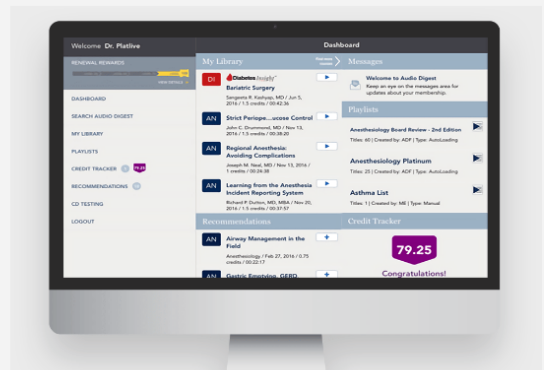 Welcome Dr. Platlive
Dashboard
RENEWAL REWARDS
VIEW DETAILS >
DASHBOARD
SEARCH AUDIO DIGEST
MY LIBRARY
PLAYLISTS
CREDIT TRACKER
79.25
RECOMMENDATIONS
CD TESTING
LOGOUT
My Library
DI
DiabetesInsight
Bariatric Surgery
Sangeeta R. Kashyap, MD / Jun 5,
2016 / 1.5 credits / 00:42:36
AN
Strict Periope...ucose Control
John C. Drummond, MD / Nov 13,
2016 / 1.5 credits / 00:38:20
AN
Regional Anesthesia:
Avoiding Complications
Joseph M. Neal, MD / Nov 13, 2016 /
1 credits / 00:26:38
AN
Learning from the Anesthesia
Incident Reporting System
Richard P. Dutton, MD, MBA / Nov 20,
2016 / 1.5 credits / 00:37:57
Recommendations
AN
Airway Management in the
Field
Anesthesiology / Feb 27, 2016 / 0.75
credits / 00:22:17
AN
Gastric Emptying, GERD,
Messages
Welcome to Audio Digest
Keep an eye on the messages area for
updates about your membership.
Playlists
Anesthesiology Board Review - 2nd Edition
Titles: 60 | Created by: ADF | Type: AutoLoading
Anesthesiology Platinum
Titles: 25 | Created by: ADF | Type: AutoLoading
Asthma List
Titles: 1 | Created by: ME | Type: Manual
Credit Tracker
79.25
Congratulations!